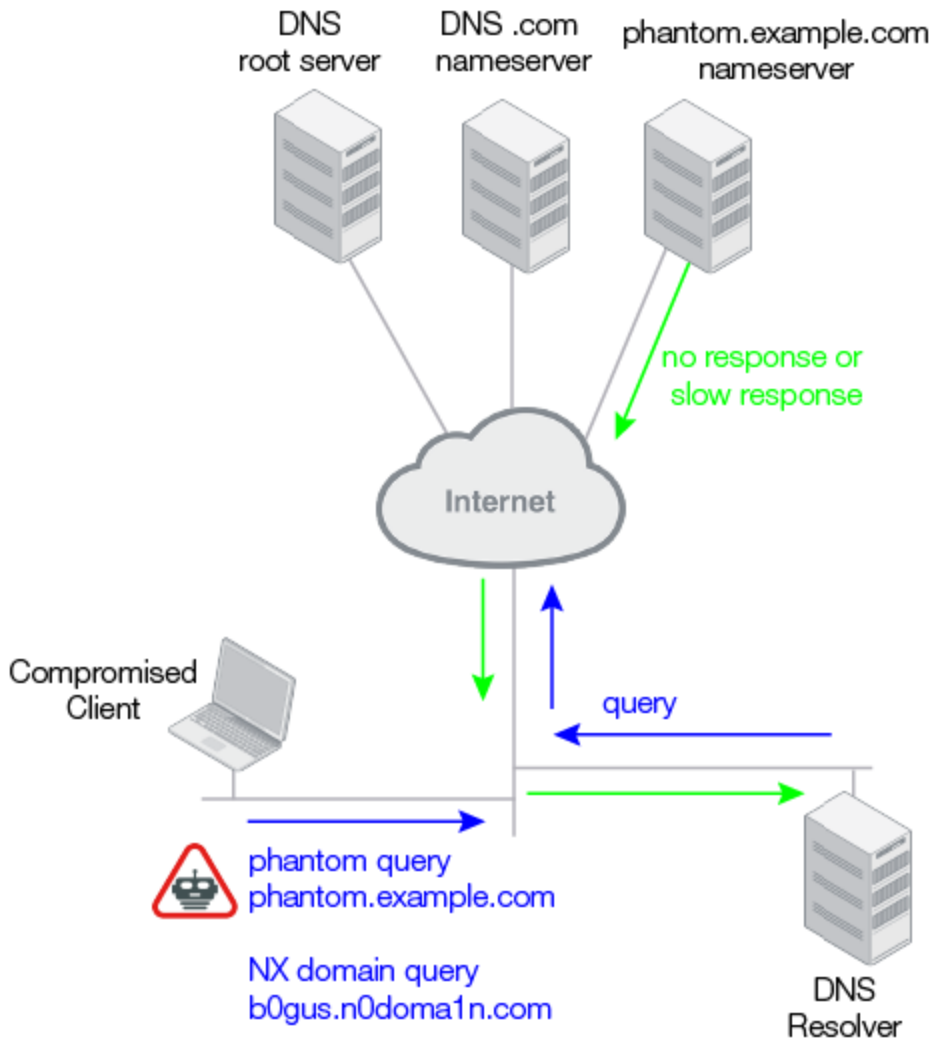 DNS
root server
DNS .com
nameserver
phantom.example.com
nameserver
no response or
slow response
Internet
Compromised
Client
query
phantom query
phantom.example.com
NX domain query
b0gus.n0doma1n.com
DNS
Resolver